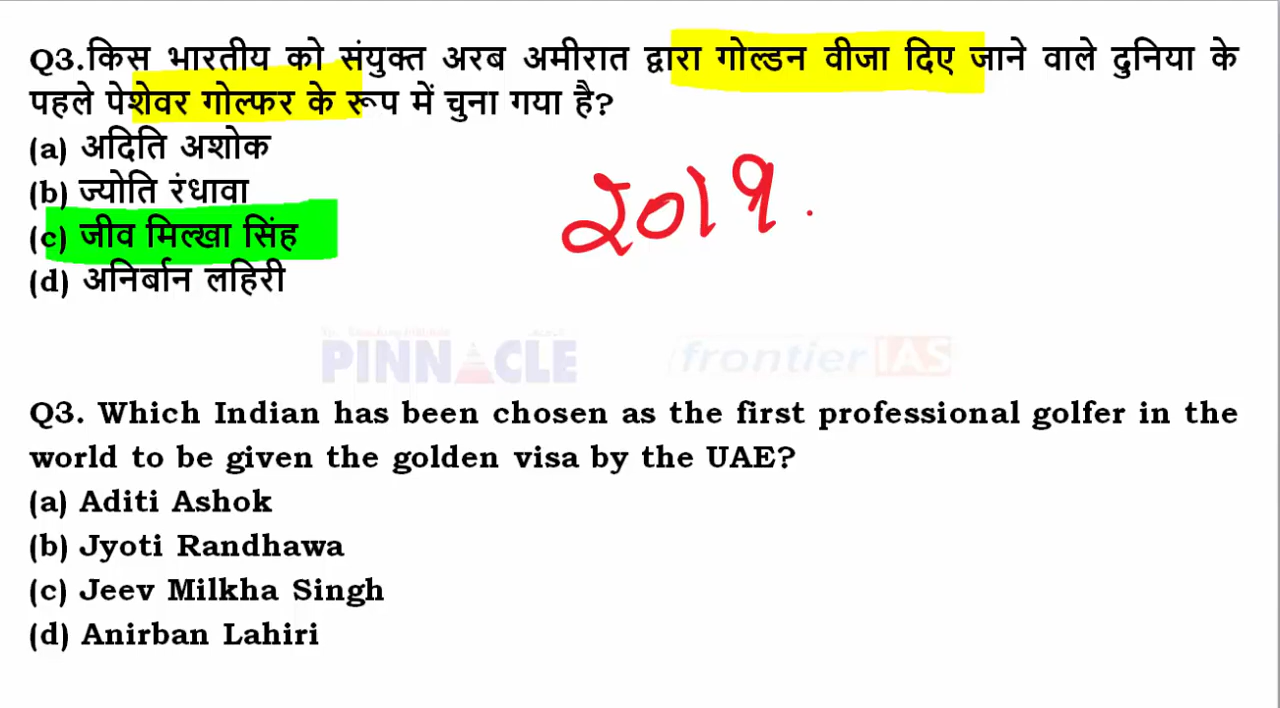 Q3.किस भारतीय को संयुक्त अरब अमीरात द्वारा गोल्डन वीजा दिए जाने वाले दुनिया के
पहले पेशेवर गोल्फर के रूप में चुना गया है?
(a) अदिति अशोक
(b) ज्योति रंधावा
(c) जीव मिल्खा सिंह
(d) अनिर्बान लहिरी
२०१९
PINNACLE frontier IAS
Q3. Which Indian has been chosen as the first professional golfer in the
world to be given the golden visa by the UAE?
(a) Aditi Ashok
(b) Jyoti Randhawa
(c) Jeev Milkha Singh
(d) Anirban Lahiri